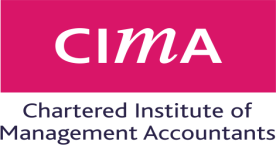 CIMA
Chartered Institute of
Management Accountants